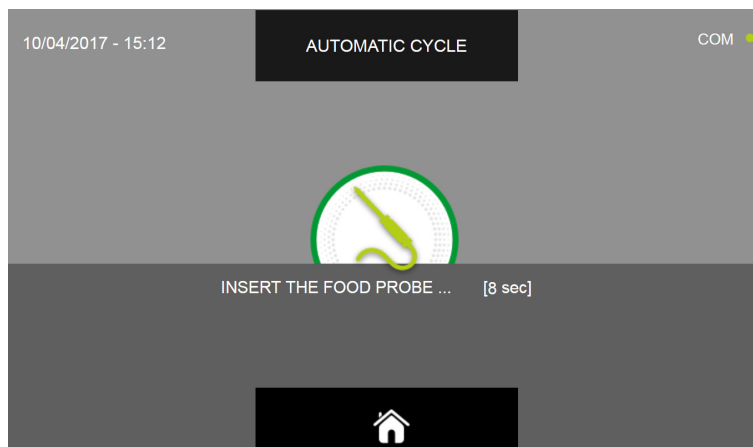 10/04/2017 - 15:12
AUTOMATIC CYCLE
COM
INSERT THE FOOD PROBE ... [8 sec]